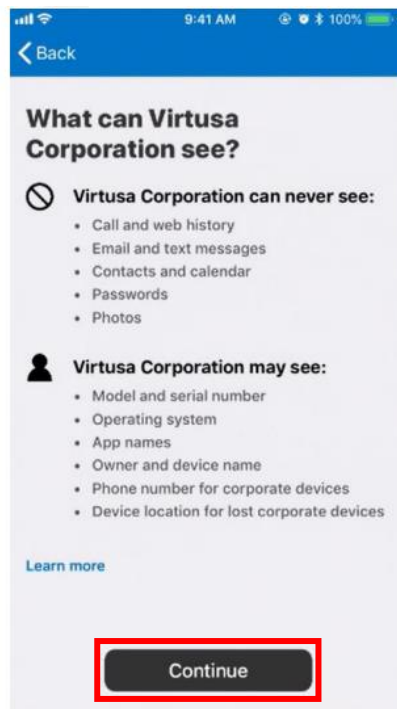 9:41 AM 100%
Back
What can Virtusa
Corporation see?
Virtusa Corporation can never see:
• Call and web history
• Email and text messages
• Contacts and calendar
• Passwords
• Photos
Virtusa Corporation may see:
• Model and serial number
• Operating system
• App names
• Owner and device name
• Phone number for corporate devices
• Device location for lost corporate devices
Learn more
Continue